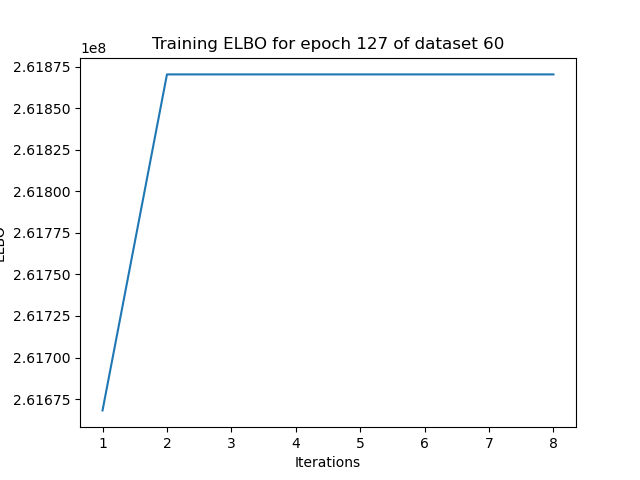 Training ELBO for epoch 127 of dataset 60
1e8
2.61875
2.61850
2.61825
2.61800
2.61775
2.61750
2.61725
2.61700
2.61675
ELBO
1 2 3 4 5 6 7 8
Iterations